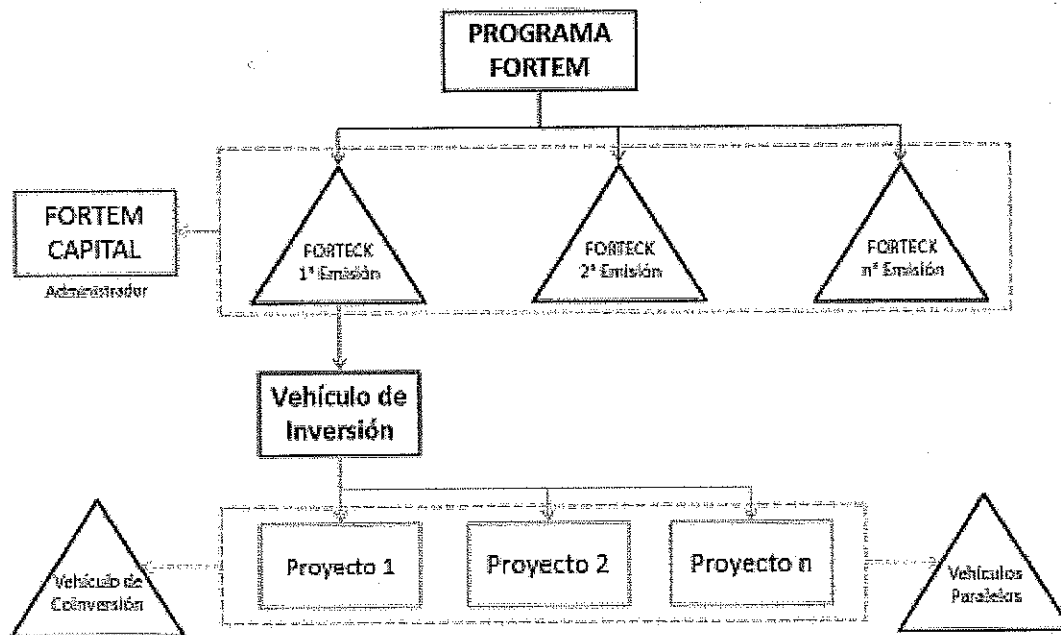 PROGRAMA
FORTEM
FORTEM
CAPITAL
Administrador
FORTECK
1ª Emisión
FORTECK
2ª Emisión
FORTECK
nª Emisión
Vehículo de
Inversión
Vehículo de
Coinversión
Proyecto 1
Proyecto 2
Proyecto n
Vehículos
Paralelos